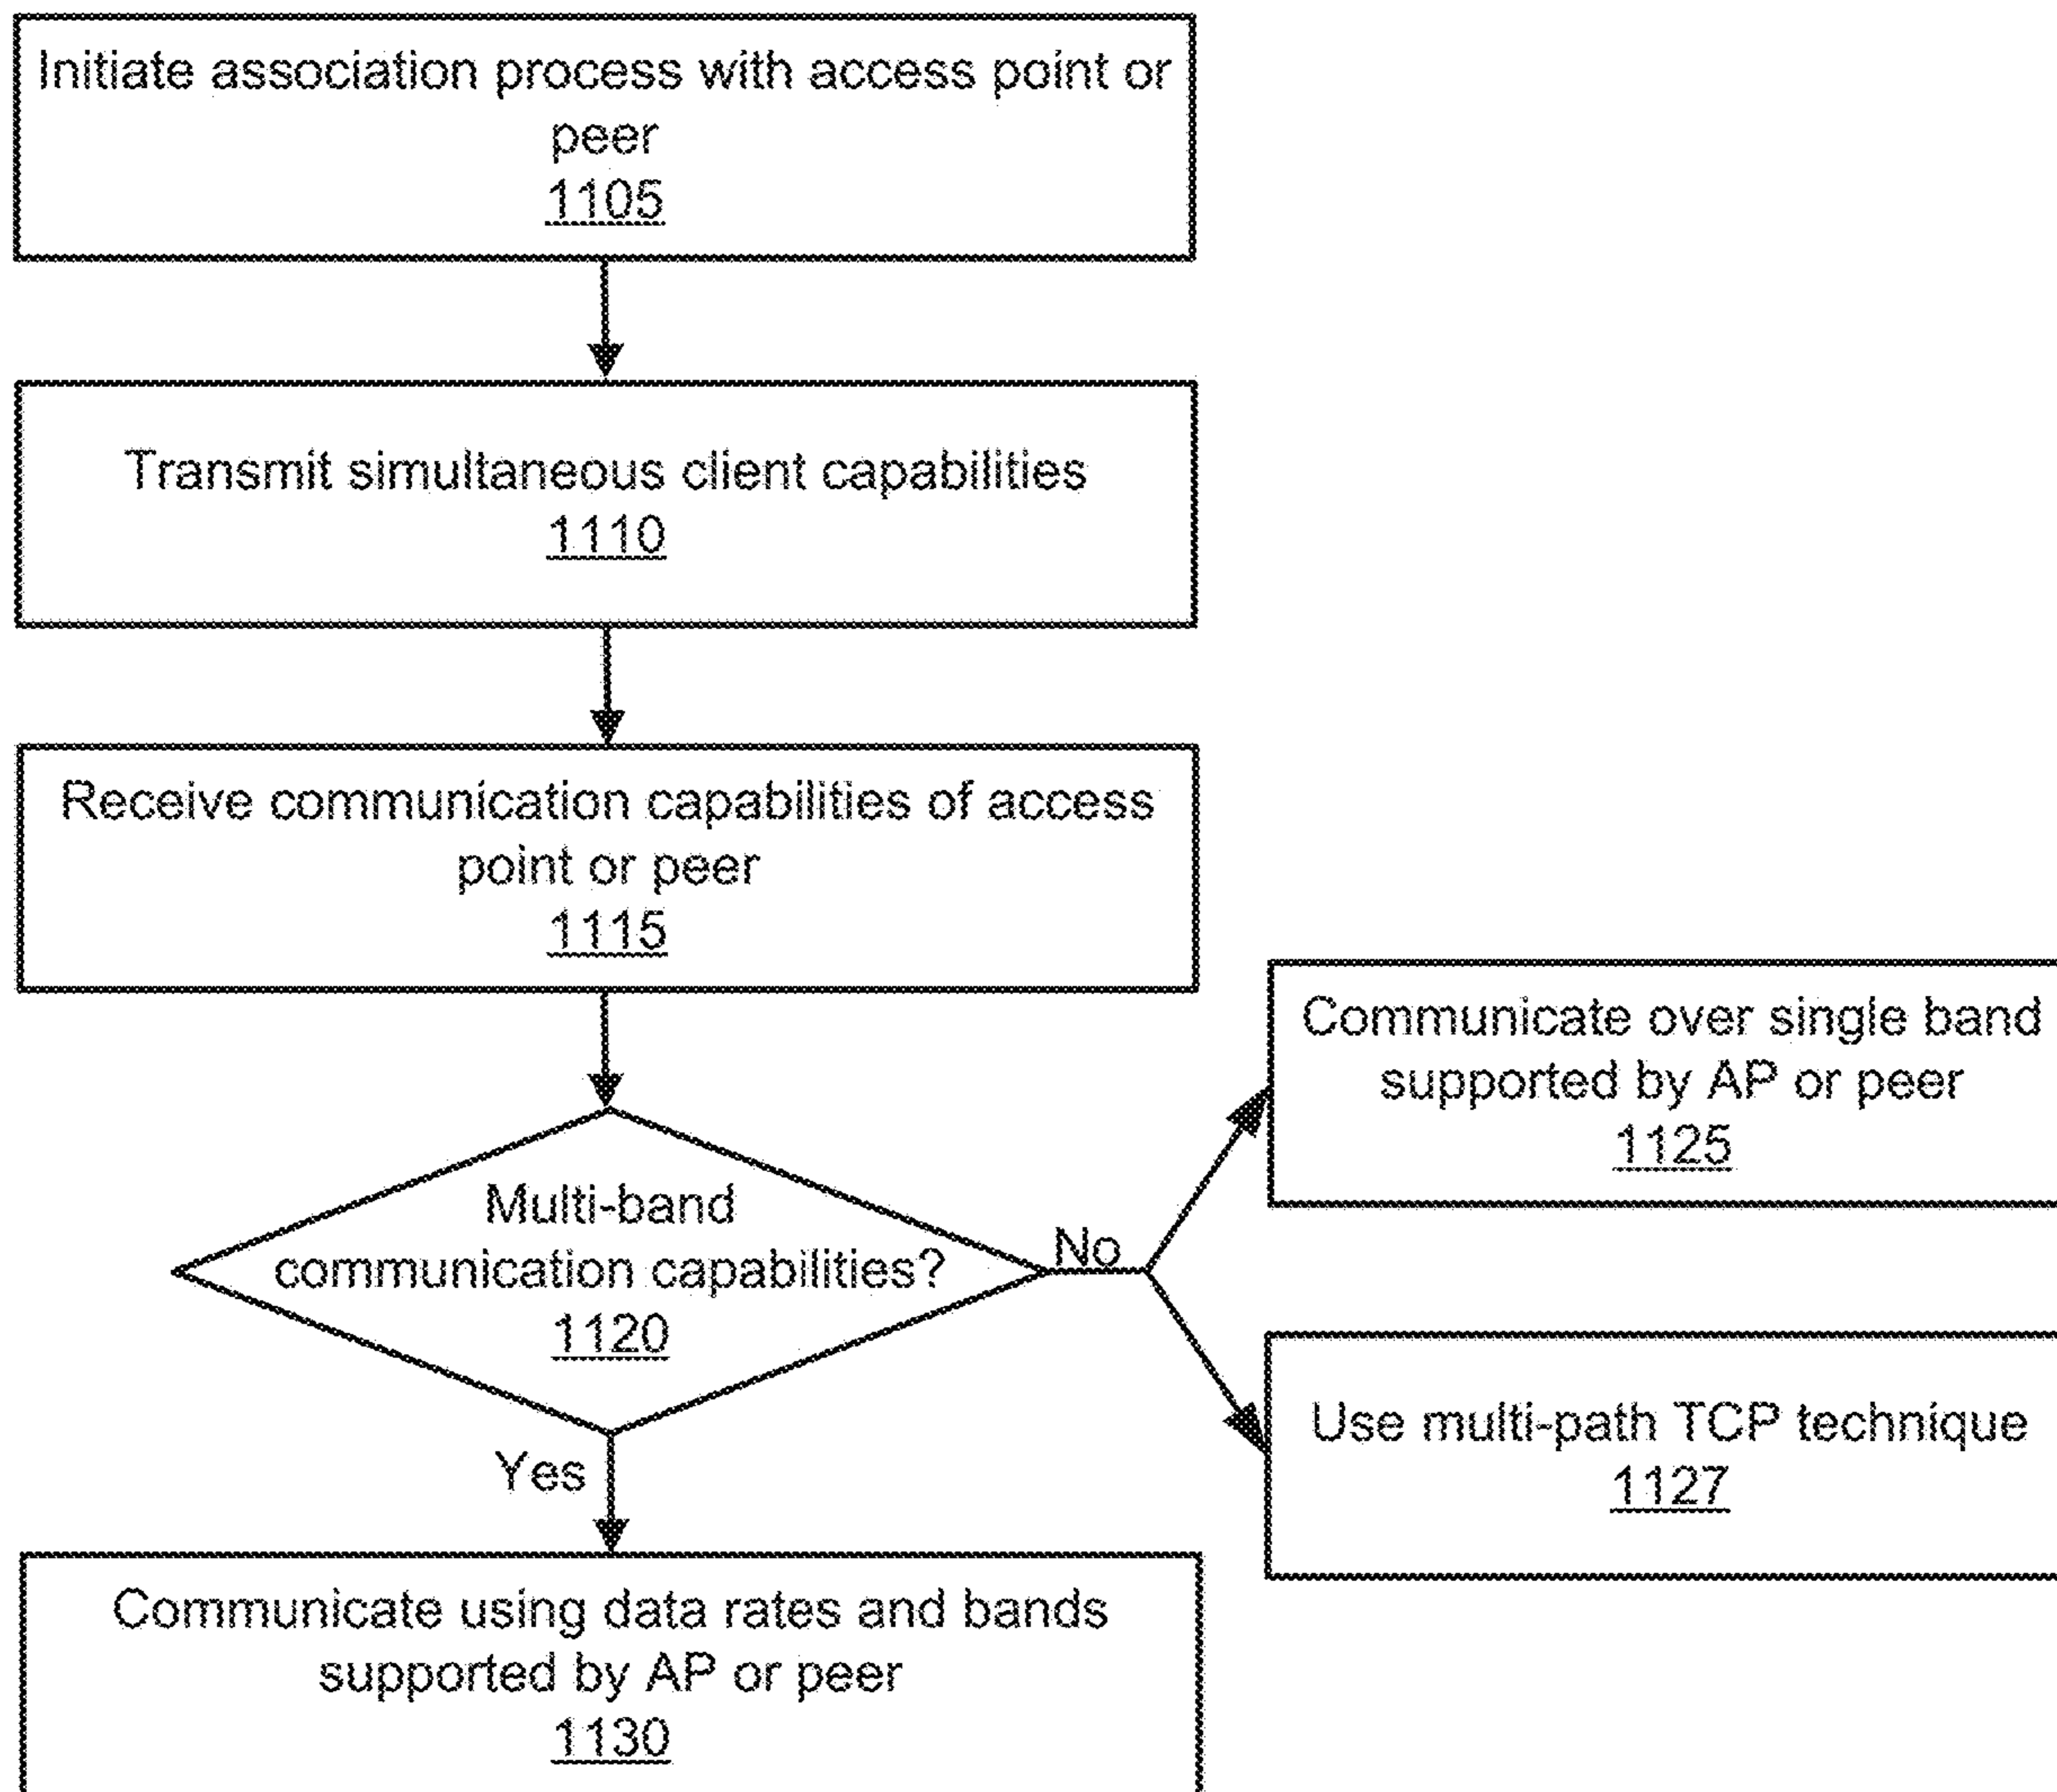 Initiate association process with access point or
peer
1105
Transmit simultaneous client capabilities
1110
Receive communication capabilities of access
point or peer
1115
Multi-band
communication capabilities?
1120
No
Yes
Communicate over single band
supported by AP or peer
1125
Use multi-path TCP technique
1127
Communicate using data rates and bands
supported by AP or peer
1130